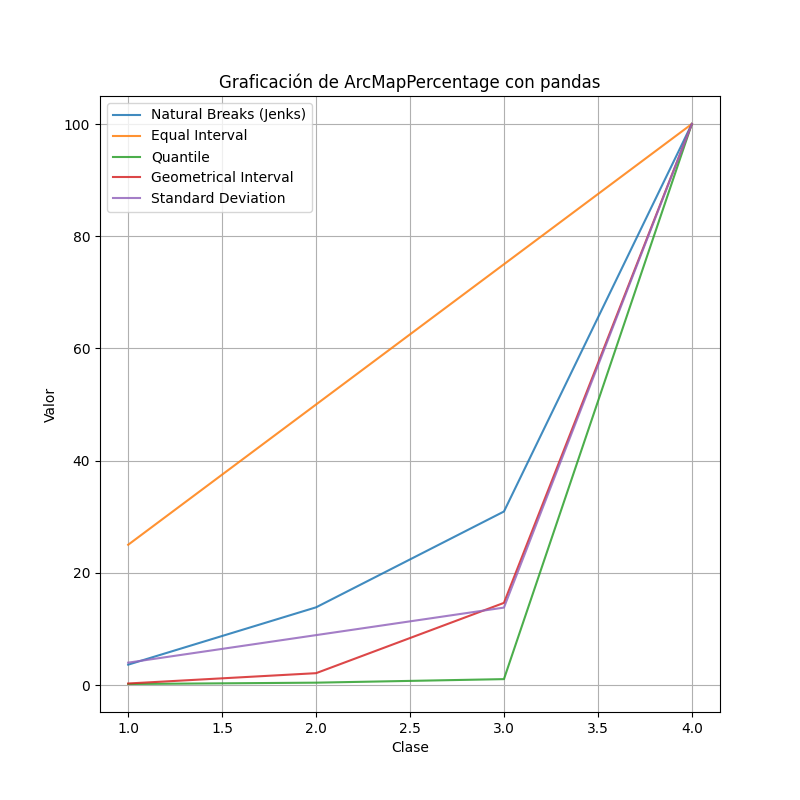 Graficación de ArcMapPercentage con pandas
Natural Breaks (Jenks)
Equal Interval
Quantile
Geometrical Interval
Standard Deviation
100
80
60
40
20
0
Valor
1.0 1.5 2.0 2.5 3.0 3.5 4.0
Clase